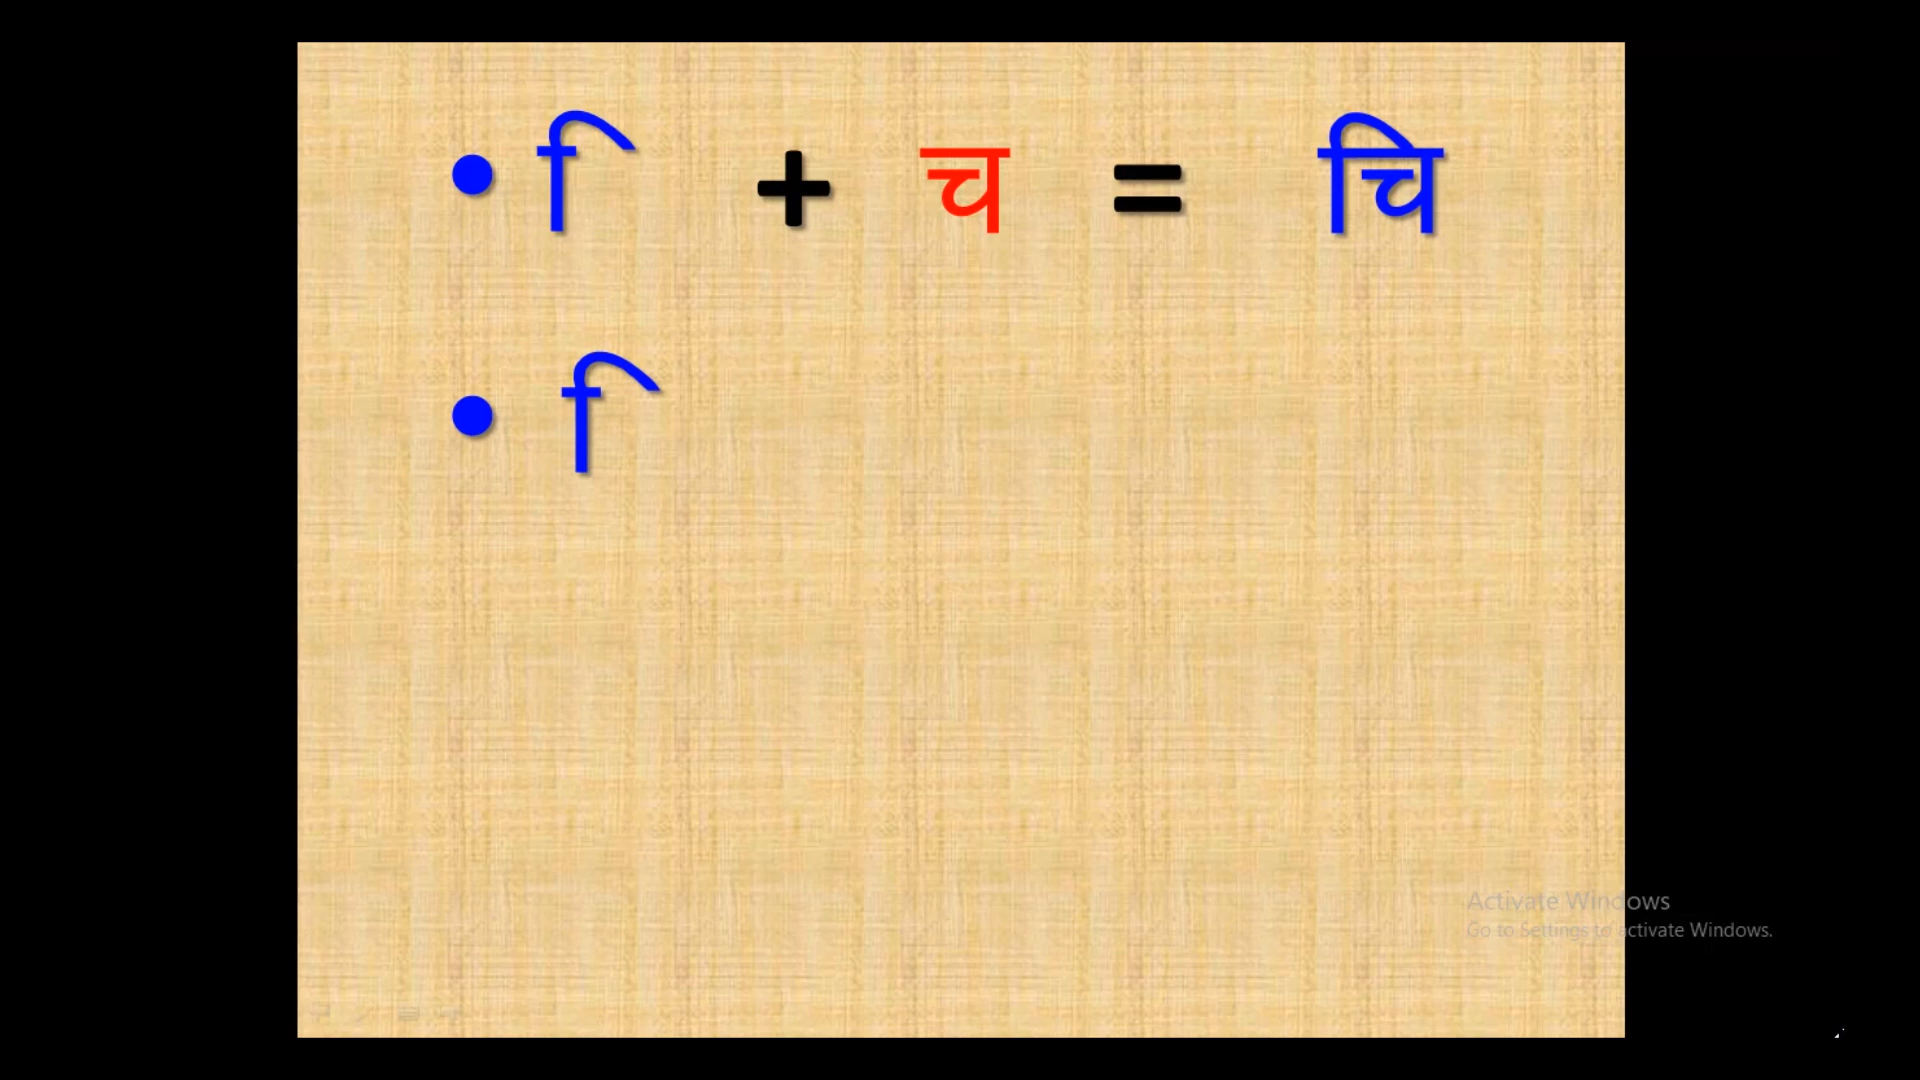 • ि + च = चि
• ि
Activate Windows
Go to Settings to activate Windows.